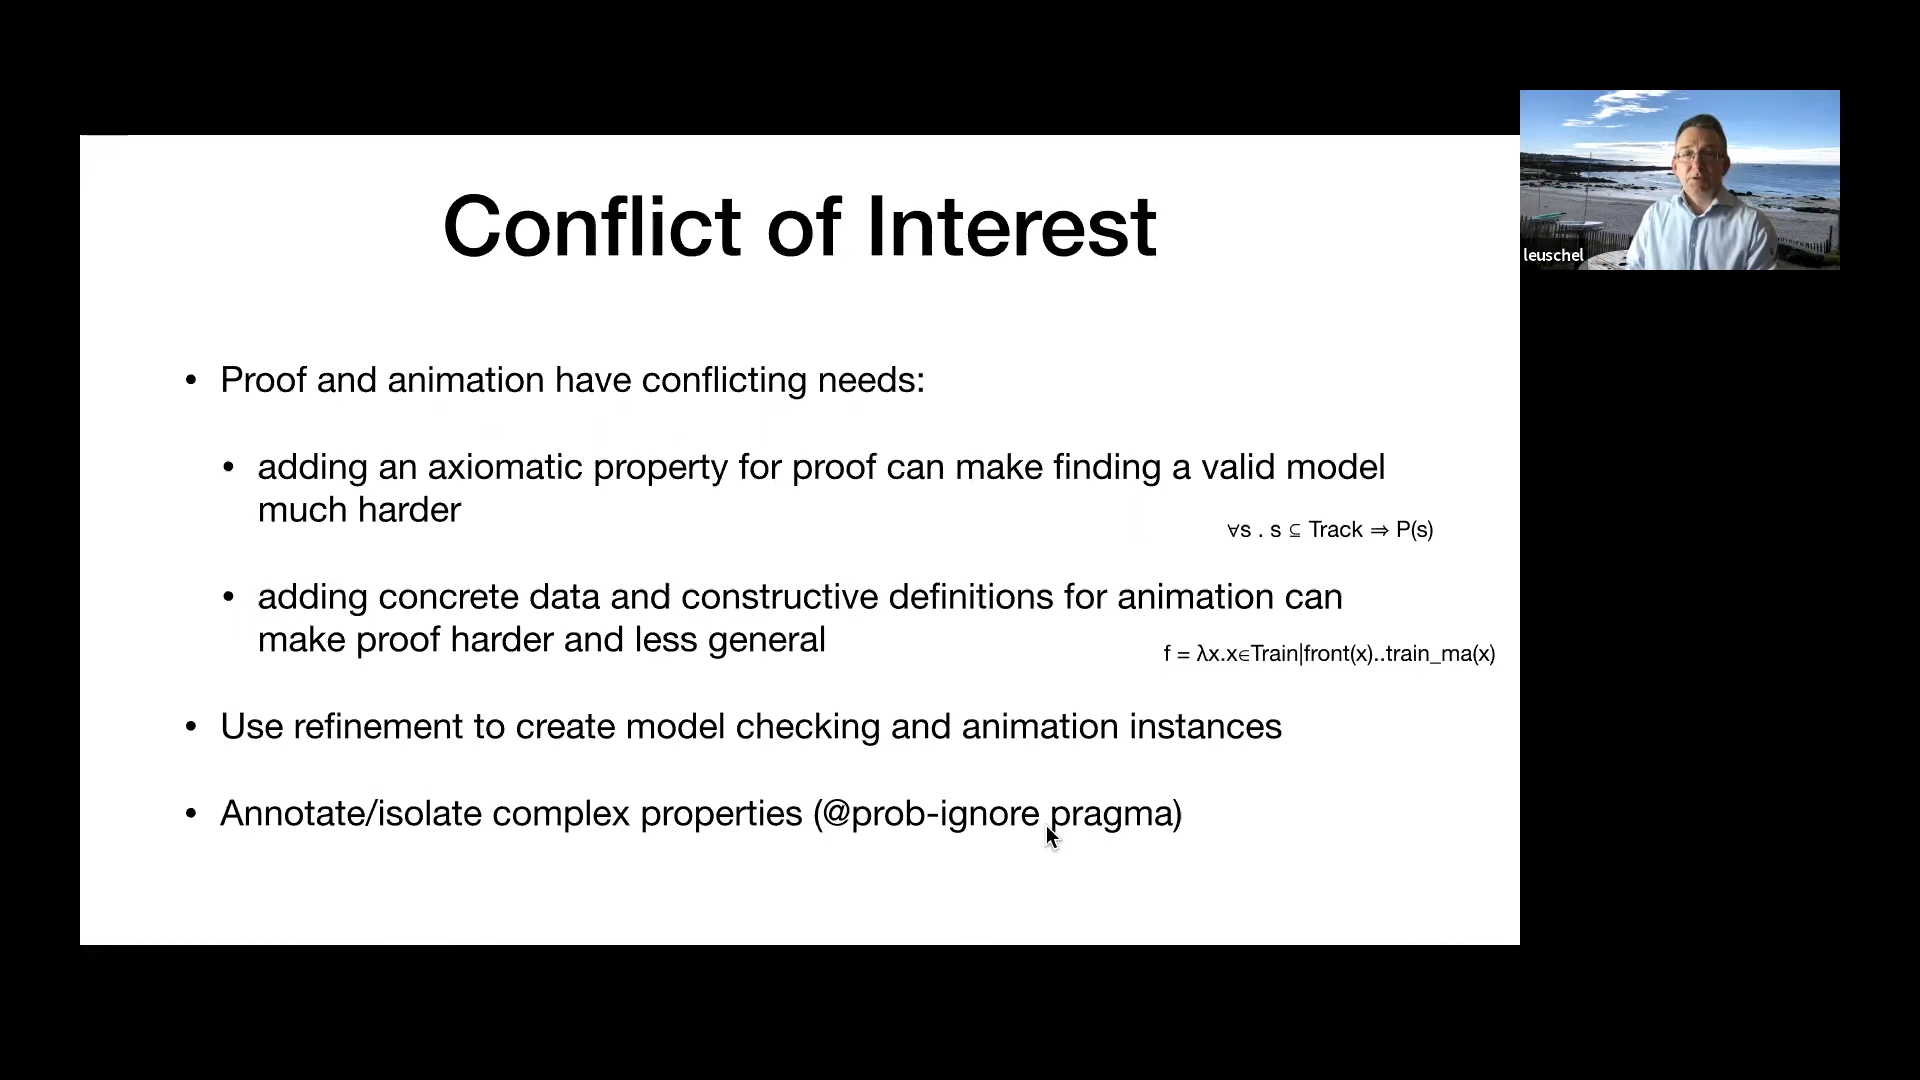 Conflict of Interest
leuschel
• Proof and animation have conflicting needs:
• adding an axiomatic property for proof can make finding a valid model
much harder
∀s . s ⊆ Track ⇒ P(s)
• adding concrete data and constructive definitions for animation can
make proof harder and less general
f = λx.x∈Train|front(x)..train_ma(x)
• Use refinement to create model checking and animation instances
• Annotate/isolate complex properties (@prob-ignore pragma)